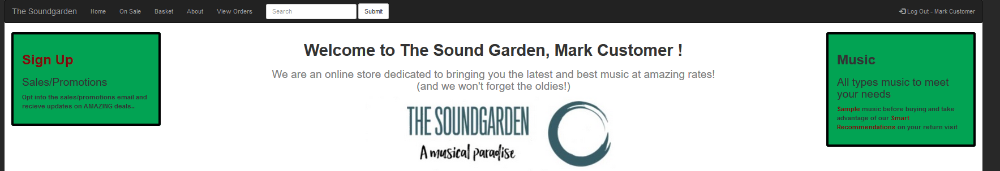 The Soundgarden Home On Sale Basket About View Orders Search Submit Log Out - Mark Customer
Sign Up
Sales/Promotions
Opt into the sales/promotions email and
recieve updates on AMAZING deals..
Welcome to The Sound Garden, Mark Customer !
We are an online store dedicated to bringing you the latest and best music at amazing rates!
(and we won't forget the oldies!)
THE SOUNDGARDEN
A musical paradise
Music
All types music to meet
your needs
Sample music before buying and take
advantage of our Smart
Recommendations on your return visit